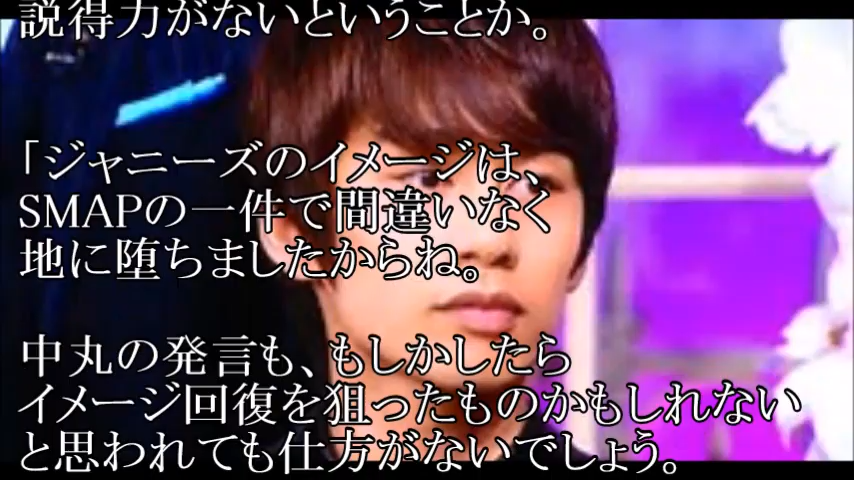 説得力がないということか。
「ジャニーズのイメージは、
SMAPの一件で間違いなく
地に堕ちましたからね。
中丸の発言も、もしかしたら
イメージ回復を狙ったものかもしれない
と思われても仕方がないでしょう。